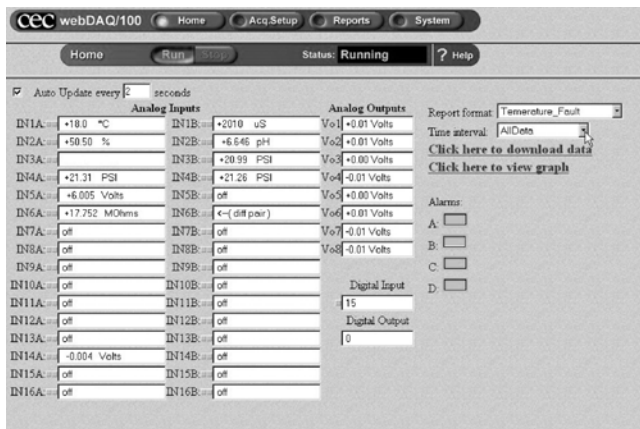 CEC webDAQ/100 Home Acq.Setup Reports System
Home Run Stop Status: Running ? Help
Auto Update every 2 seconds
Analog Inputs Analog Outputs
Report format: Temerature_Fault
Time interval: AllData
Click here to download data
Click here to view graph
Alarms:
A:
B:
C:
D:
IN1A: +18.0 °C IN1B: +2010 uS Vo1 +0.01 Volts
IN2A: +50.50 % IN2B: +6.646 pH Vo2 +0.01 Volts
IN3A: IN3B: +20.99 PSI Vo3 +0.00 Volts
IN4A: +21.31 PSI IN4B: +21.26 PSI Vo4 -0.01 Volts
IN5A: +6.005 Volts IN5B: off Vo5 +0.00 Volts
IN6A: +17.752 MOhms IN6B: <--( diff pair ) Vo6 +0.01 Volts
IN7A: off IN7B: off Vo7 -0.01 Volts
IN8A: off IN8B: off Vo8 -0.01 Volts
IN9A: off IN9B: off
IN10A: off IN10B: off Digital Input
IN11A: off IN11B: off 15
IN12A: off IN12B: off Digital Output
IN13A: off IN13B: off 0
IN14A: -0.004 Volts IN14B: off
IN15A: off IN15B: off
IN16A: off IN16B: off